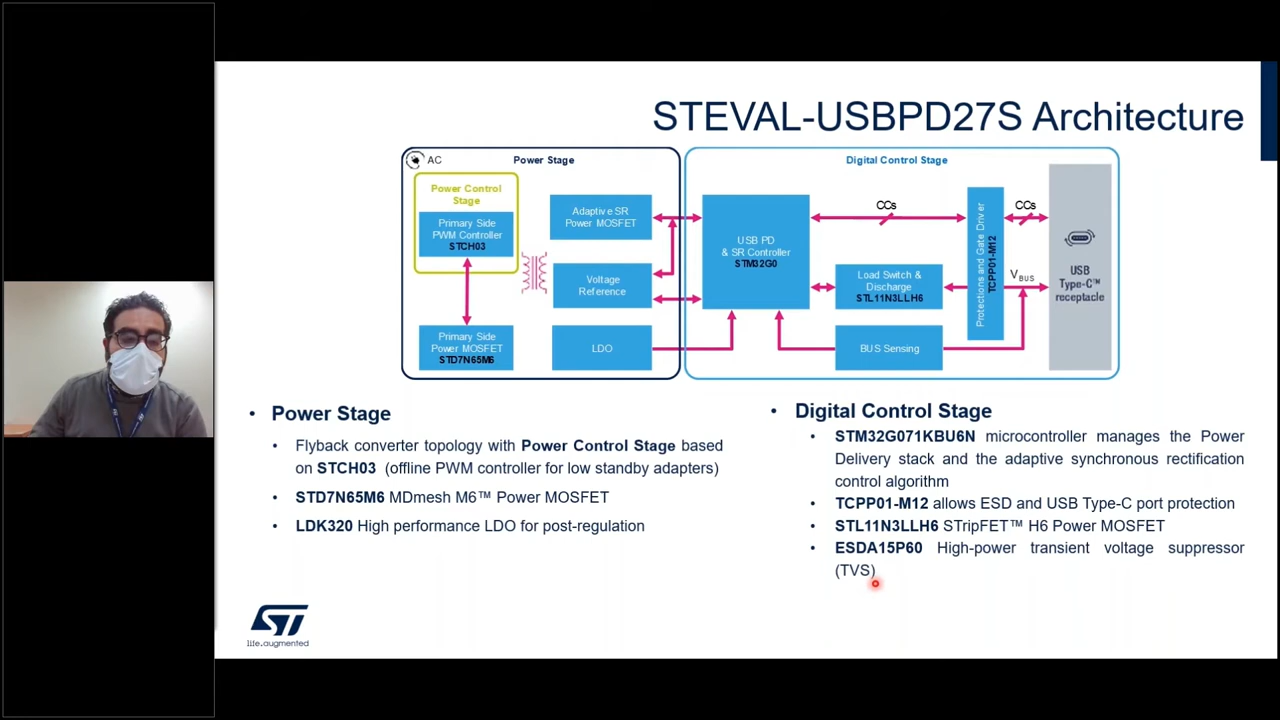 STEVAL-USBPD27S Architecture
AC
Power Stage
Power Control
Stage
Primary Side
PWM Controller
STCH03
Primary Side
Power MOSFET
STD7N65M6
Adaptive SR
Power MOSFET
Voltage
Reference
LDO
Digital Control Stage
USB PD
& SR Controller
STM32G0
CCs
Load Switch &
Discharge
STL11N3LLH6
BUS Sensing
Protections and Gate Driver
TCPP01-M12
CCs
VBUS
USB
Type-C™
receptacle
• Power Stage
• Flyback converter topology with Power Control Stage based
on STCH03 (offline PWM controller for low standby adapters)
• STD7N65M6 MDmesh M6™ Power MOSFET
• LDK320 High performance LDO for post-regulation
• Digital Control Stage
• STM32G071KBU6N microcontroller manages the Power
Delivery stack and the adaptive synchronous rectification
control algorithm
• TCPP01-M12 allows ESD and USB Type-C port protection
• STL11N3LLH6 STripFET™ H6 Power MOSFET
• ESDA15P60 High-power transient voltage suppressor
(TVS)
ST
life.augmented